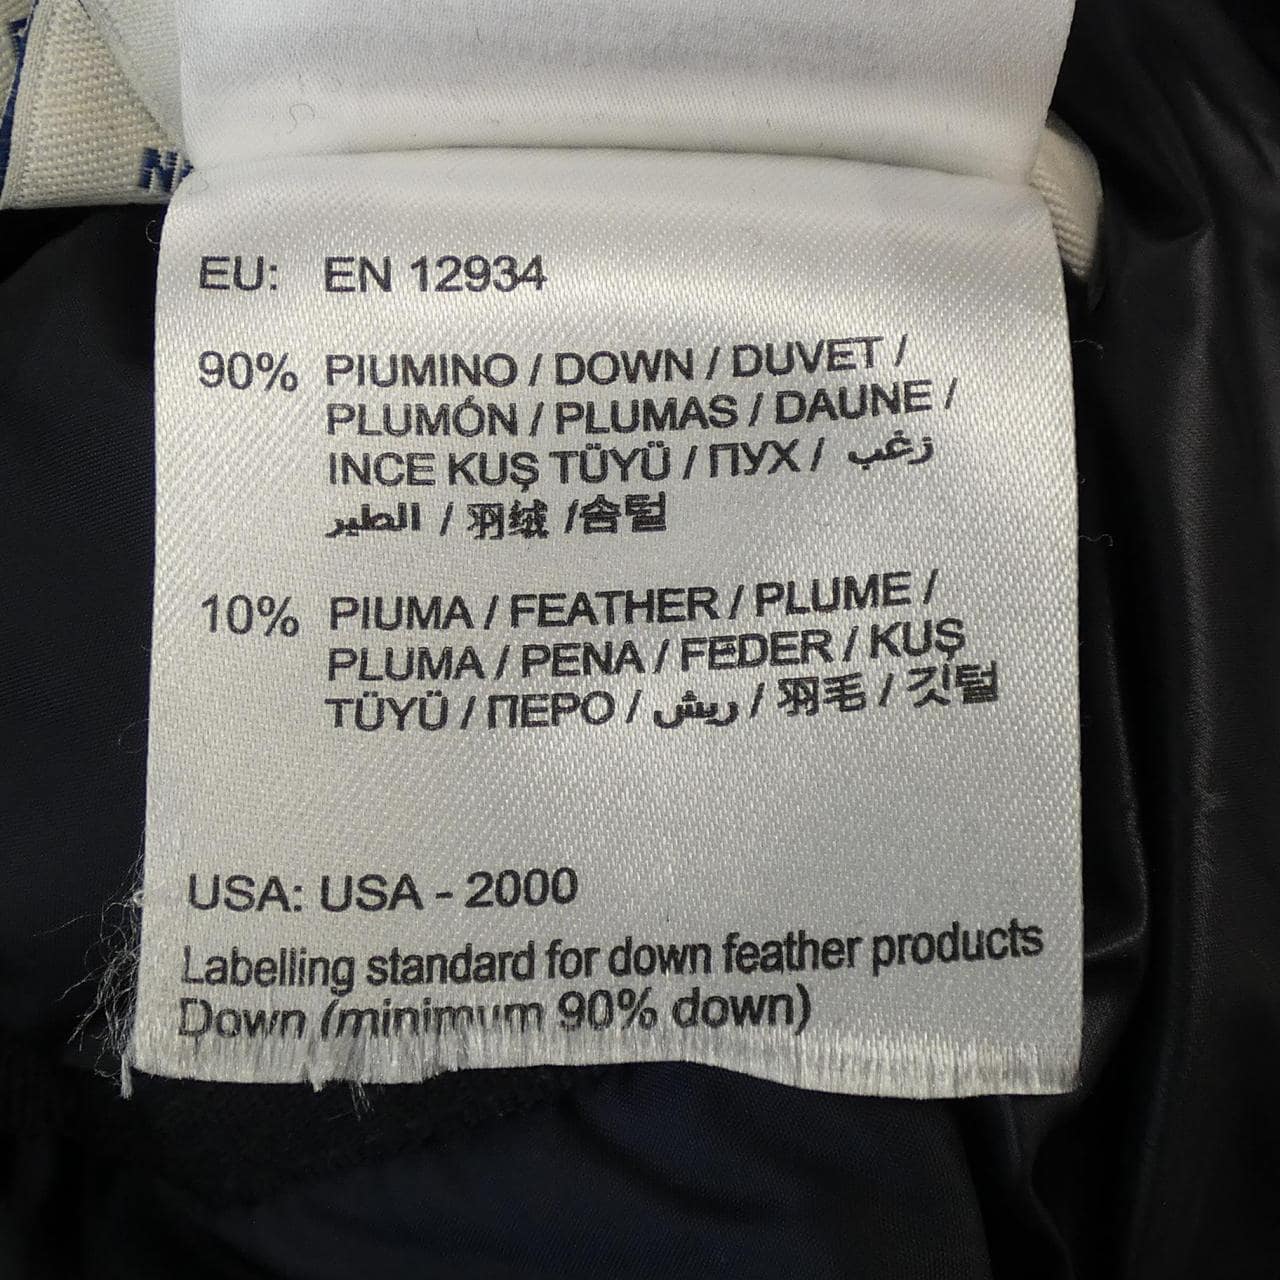 EU: EN 12934
90% PIUMINO / DOWN / DUVET /
PLUMÓN / PLUMAS / DAUNE /
INCE KUŞ TÜYÜ / ПУХ / زغب
الطير / 羽绒 /솜털
10% PIUMA / FEATHER / PLUME /
PLUMA / PENA / FEDER / KUŞ
TÜYÜ / ПЕРО / ريش / 羽毛 / 깃털
USA: USA - 2000
Labelling standard for down feather products
Down (minimum 90% down)